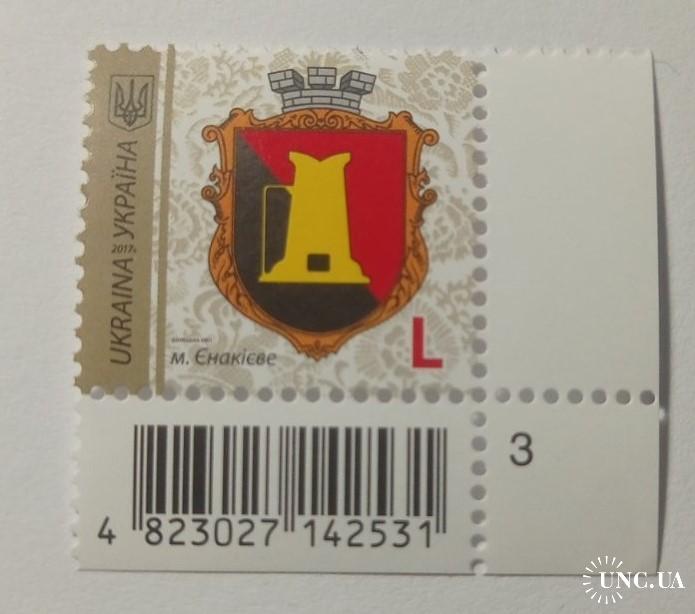 UKRAINA УКРАЇНА
2017
м. Єнакієве
L
3
4 823027 142531
UNC.UA